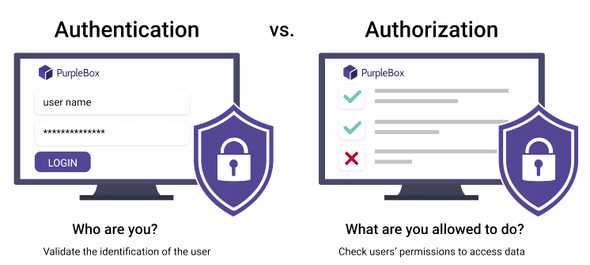 Authentication vs. Authorization
PurpleBox
user name
**************
LOGIN
Who are you?
Validate the identification of the user
PurpleBox
What are you allowed to do?
Check users' permissions to access data